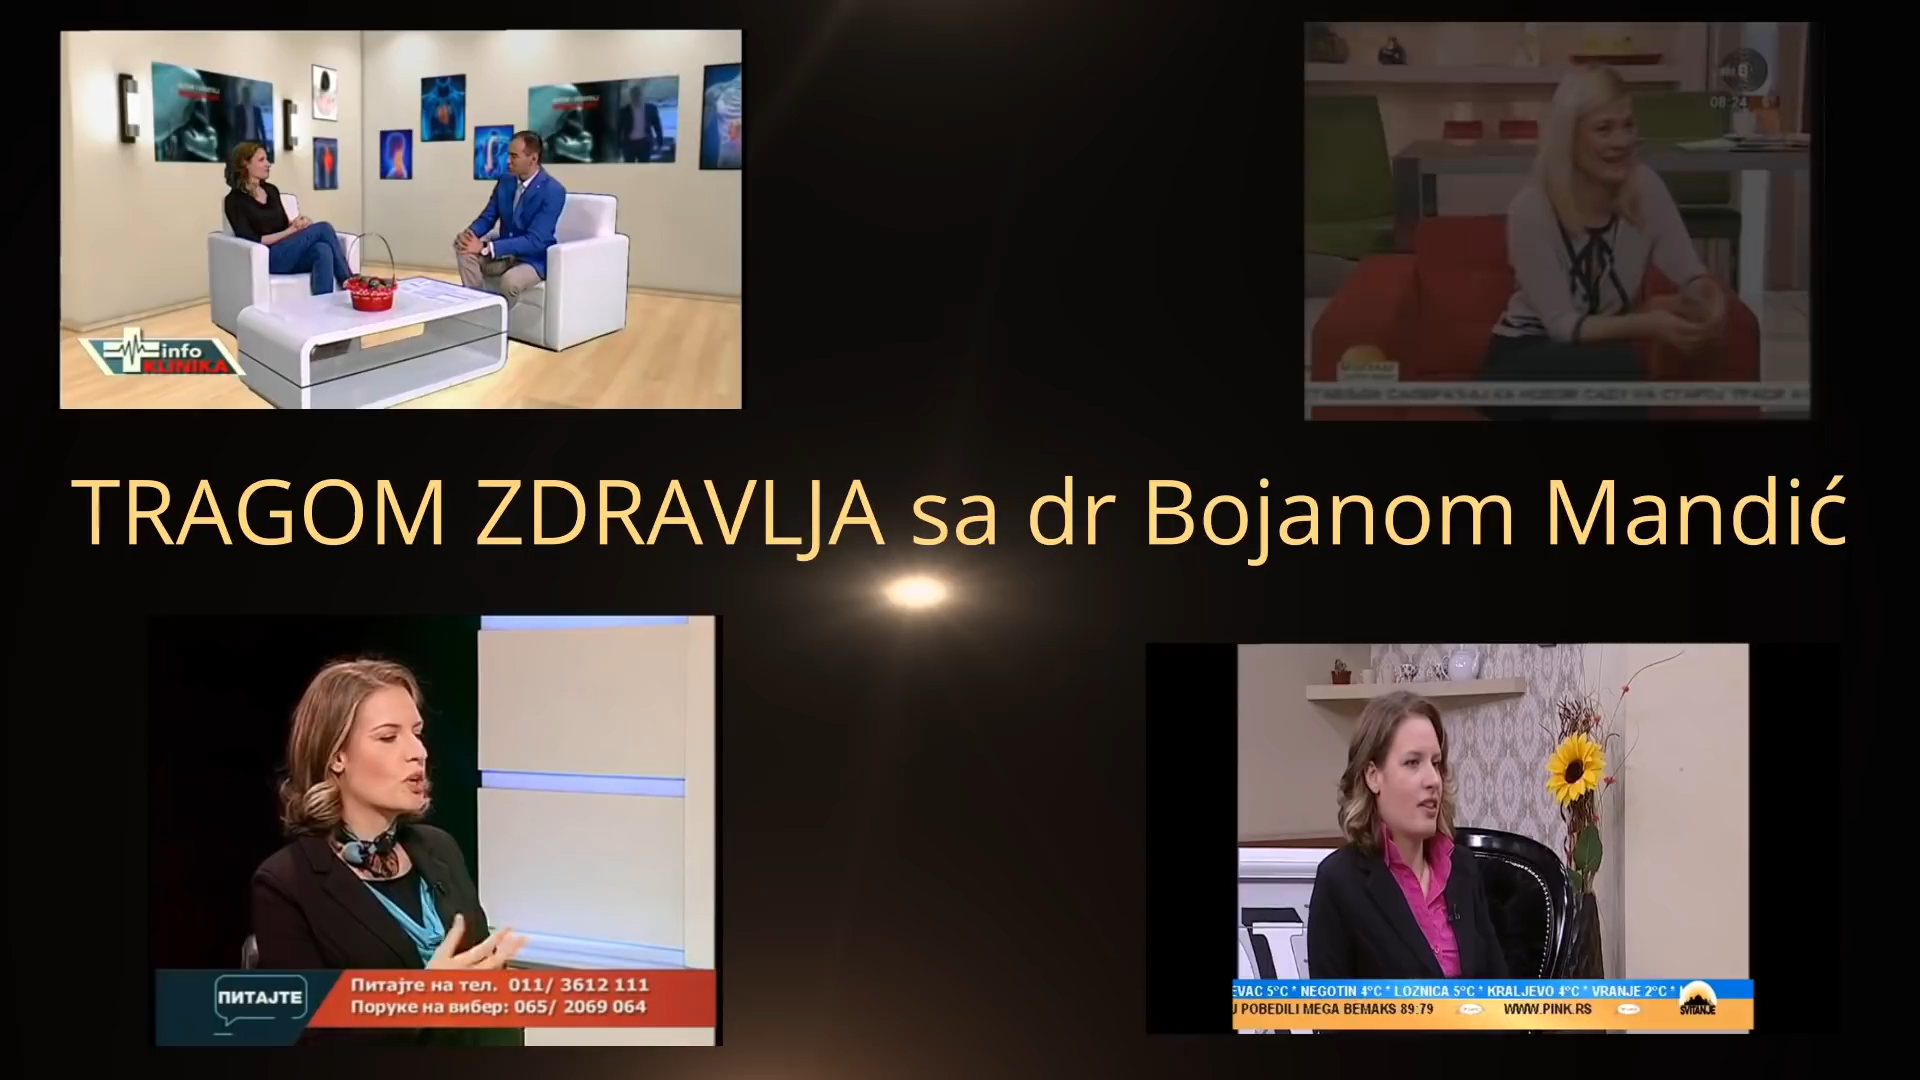 info
KLINIKA
08:24
TRAGOM ZDRAVLJA sa dr Bojanom Mandić
ПИТАЈТЕ
Питајте на тел. 011/ 3612 111
Поруке на вибер: 065/ 2069 064
EVAC 5°C * NEGOTIN 4°C * LOZNICA 5°C * KRALJEVO 4°C * VRANJE 2°C *
J POBEDILI MEGA BEMAKS 89:79 WWW.PINK.RS
SVITANJE